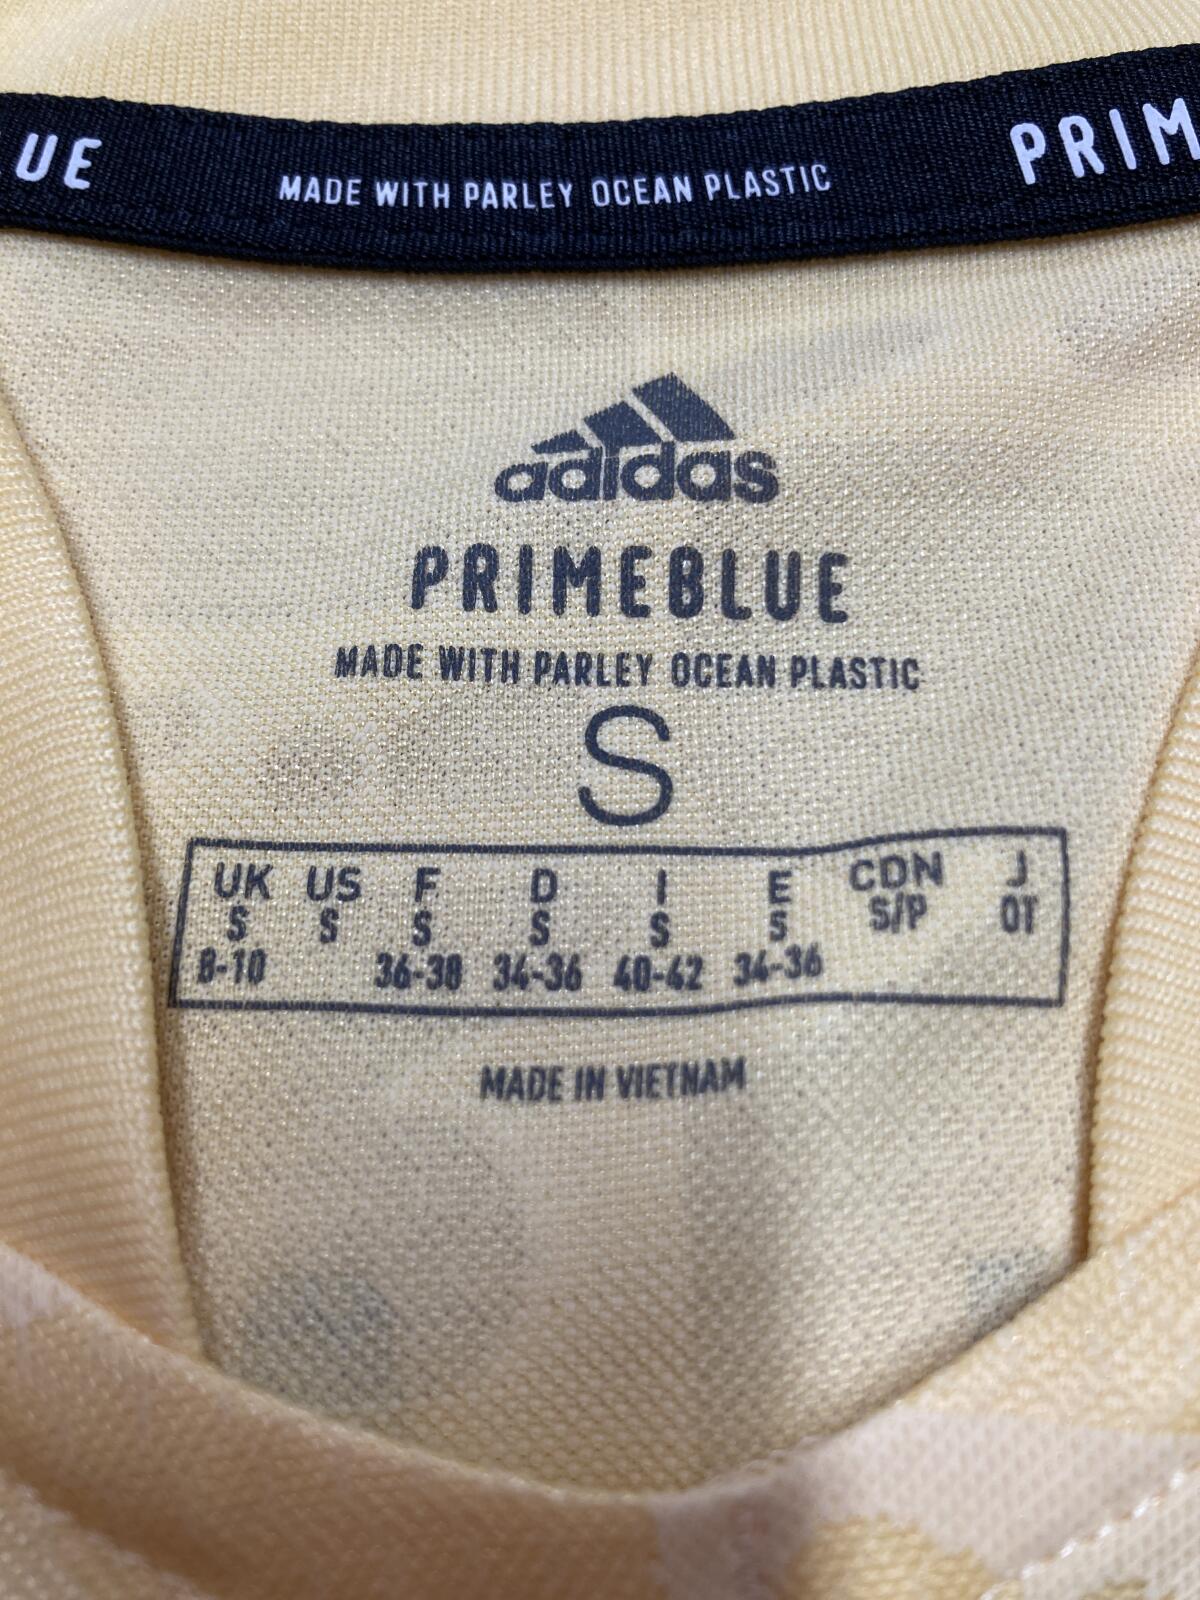 LUE MADE WITH PARLEY OCEAN PLASTIC PRIM
adidas
PRIMEBLUE
MADE WITH PARLEY OCEAN PLASTIC
S
UK US F D I E CDN J
S S S S S S S/P OT
8-10 36-38 34-36 40-42 34-36
MADE IN VIETNAM